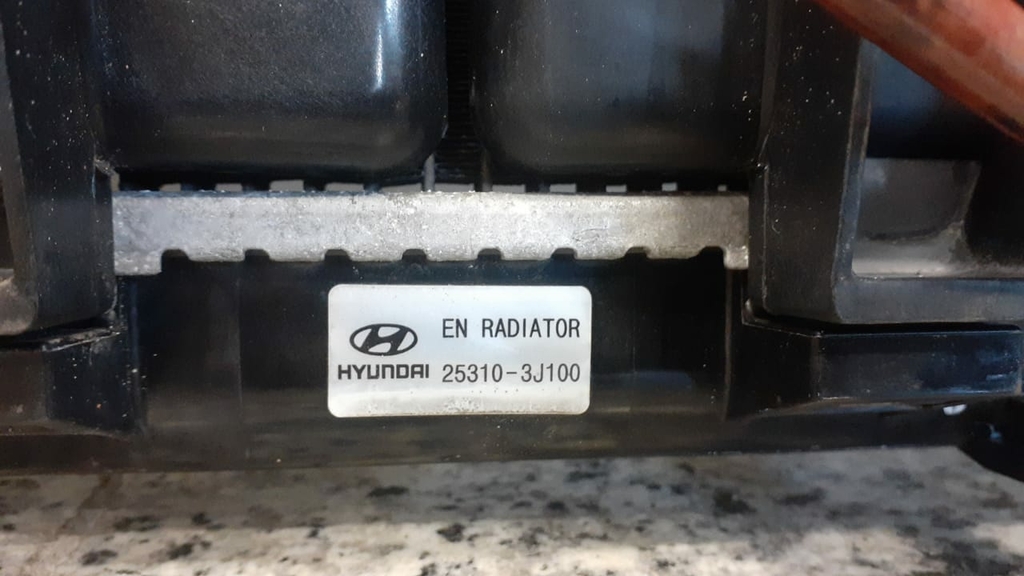 EN RADIATOR
HYUNDAI 25310-3J100